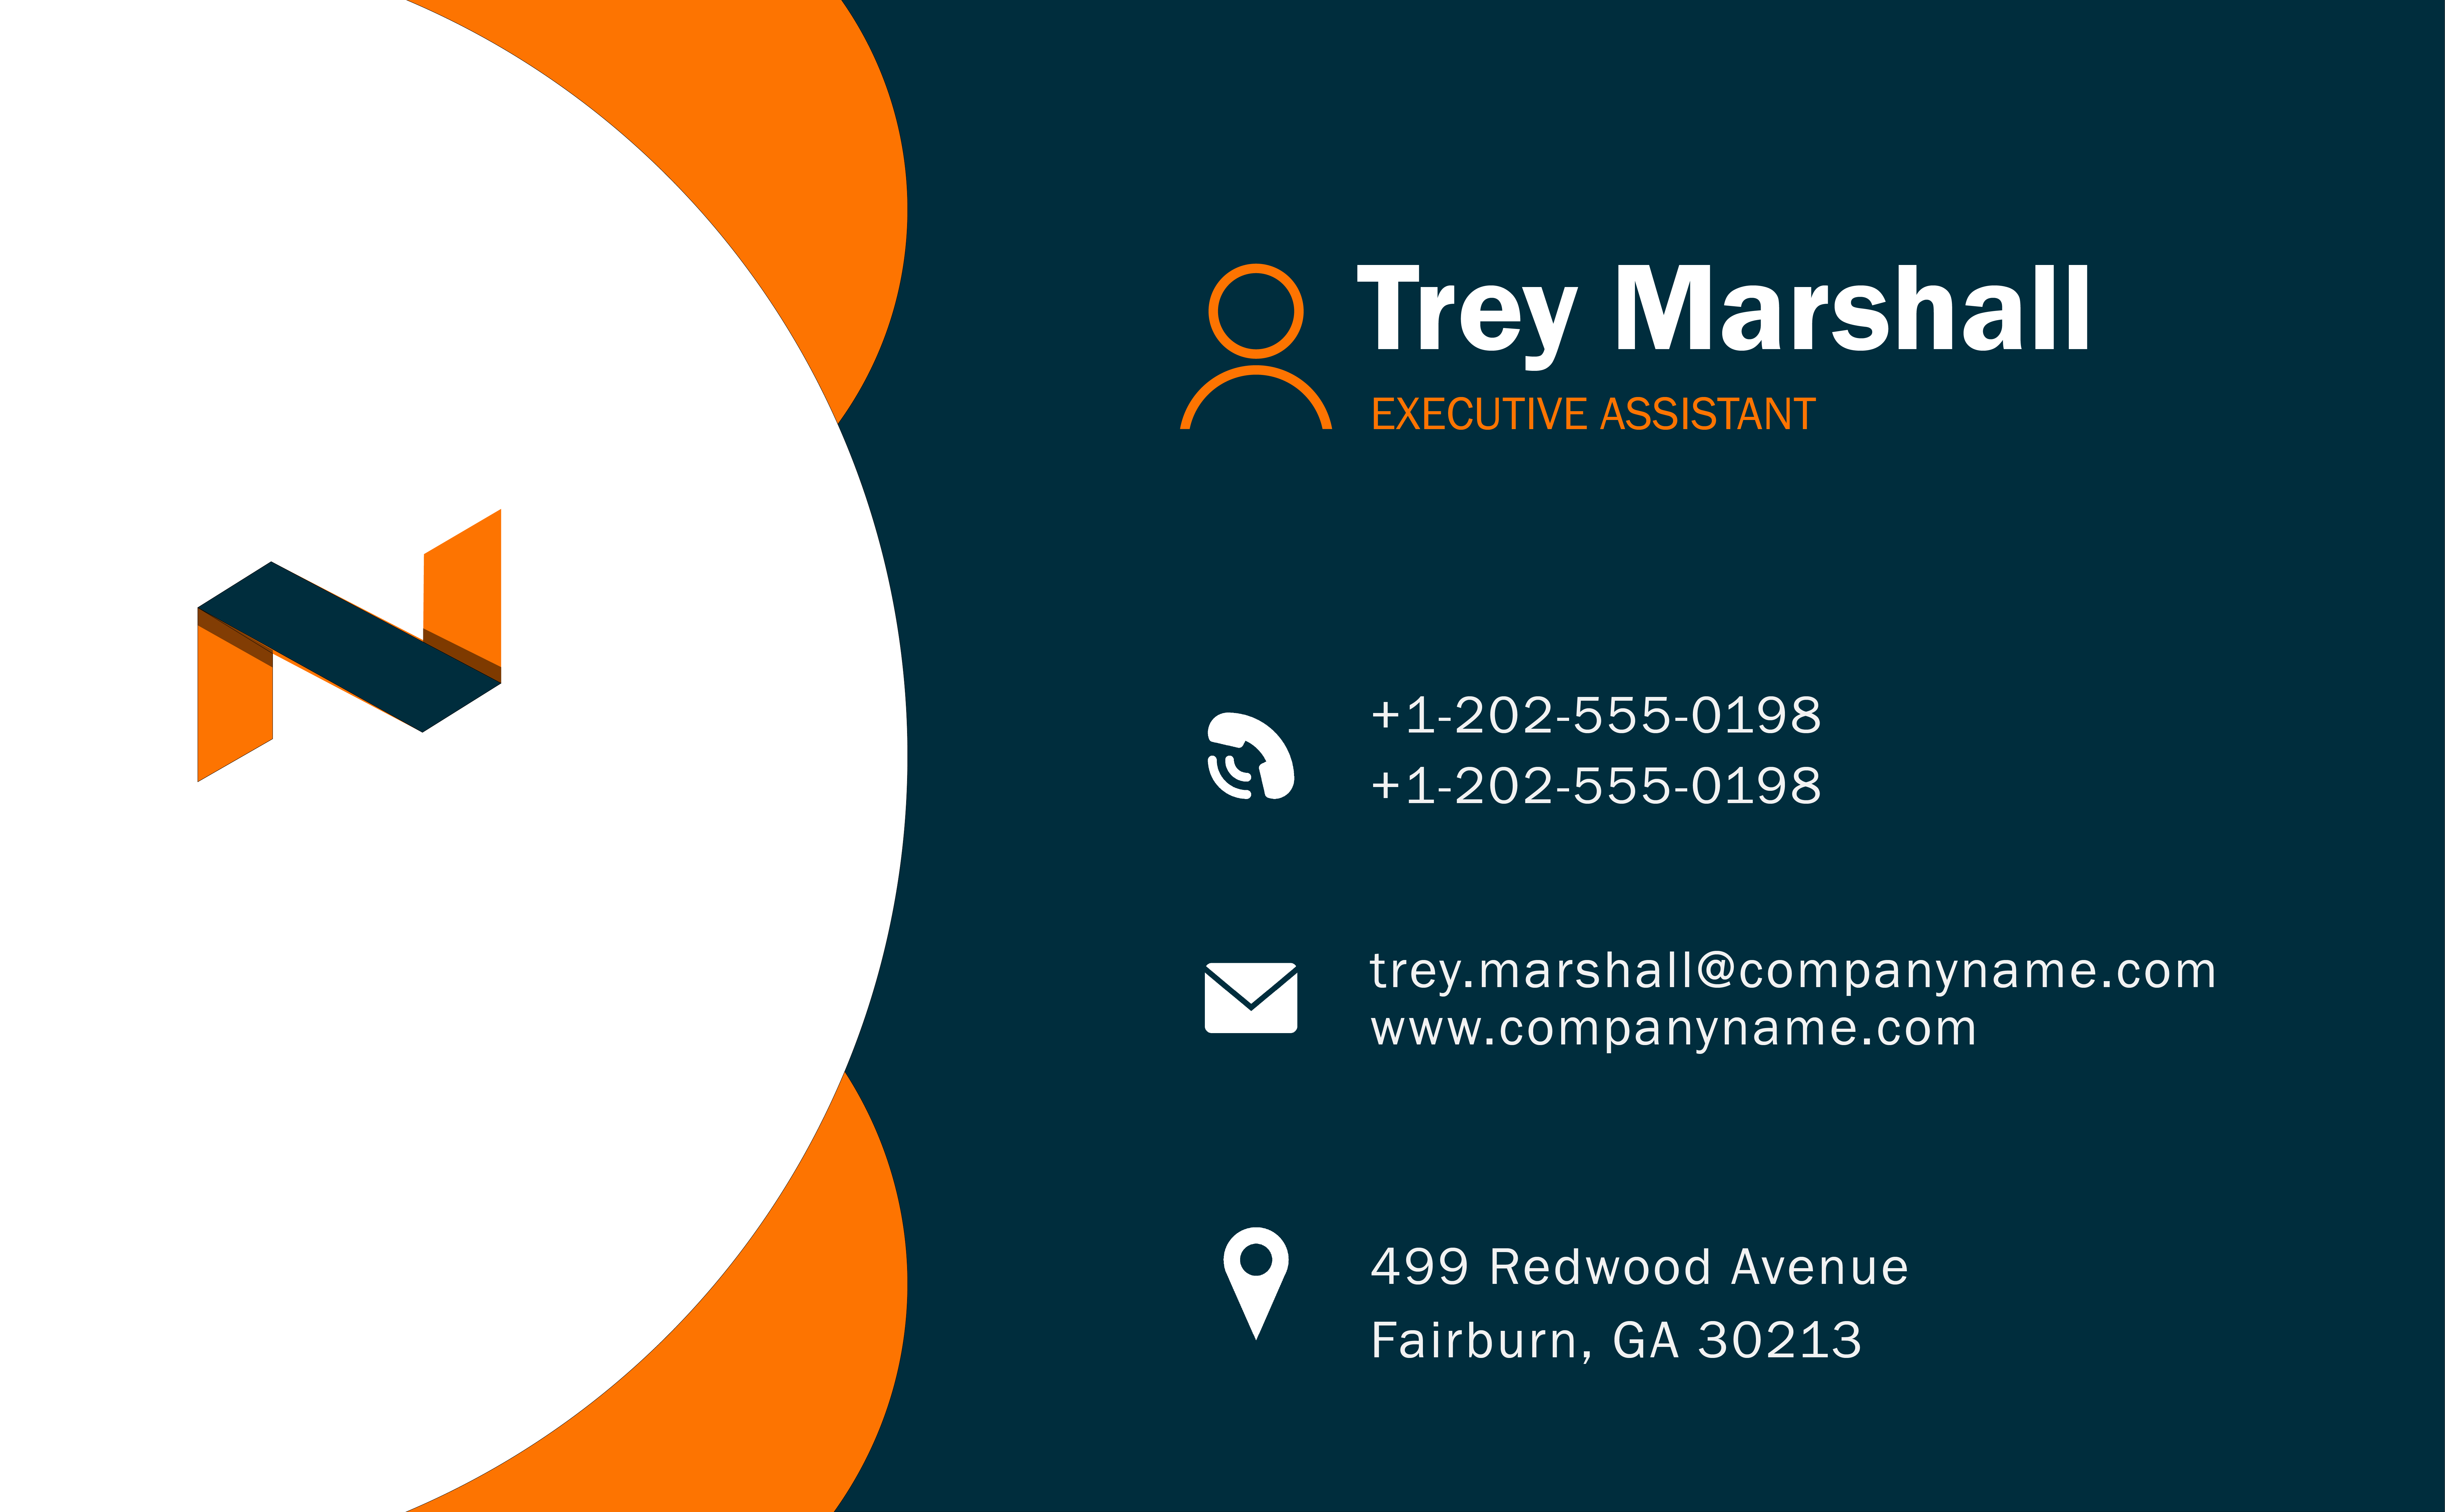 Trey Marshall
EXECUTIVE ASSISTANT
+1-202-555-0198
+1-202-555-0198
trey.marshall@companyname.com
www.companyname.com
499 Redwood Avenue
Fairburn, GA 30213